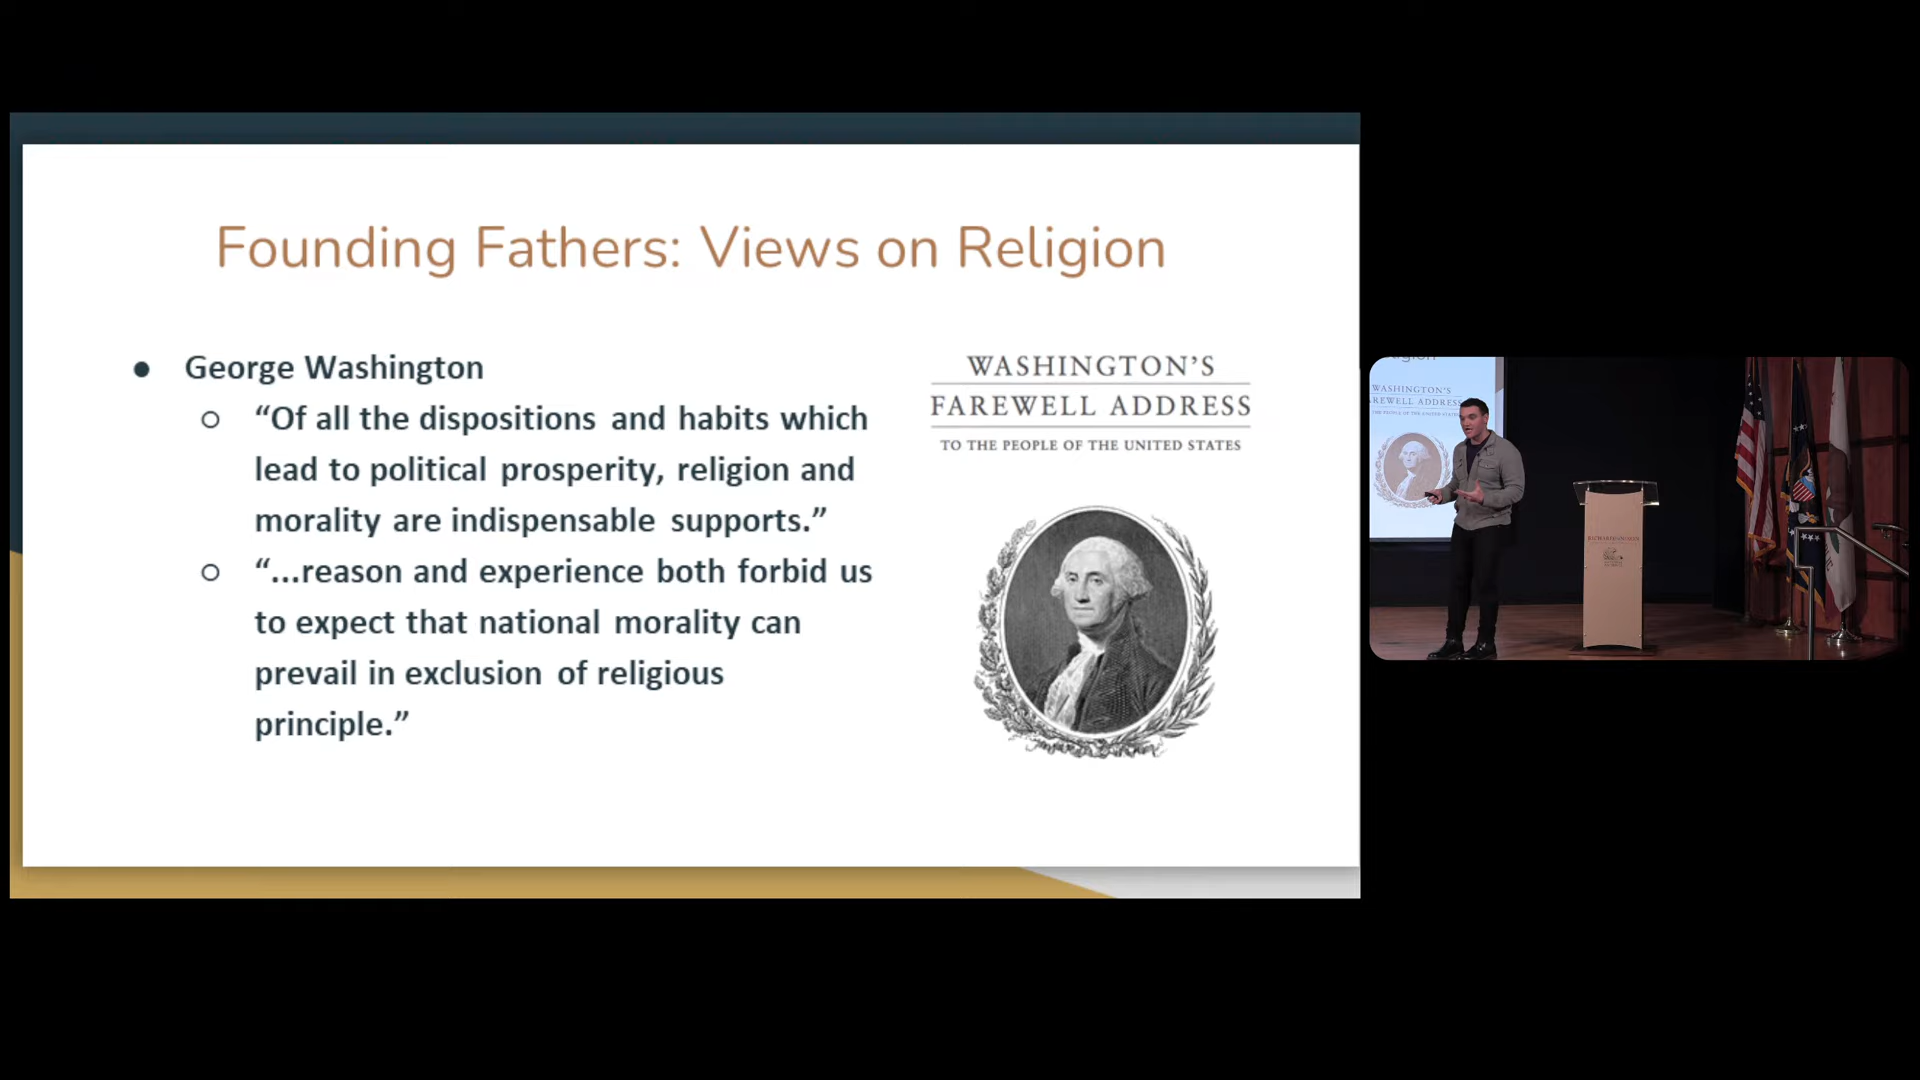 Founding Fathers: Views on Religion
● George Washington
○ “Of all the dispositions and habits which
lead to political prosperity, religion and
morality are indispensable supports.”
○ “...reason and experience both forbid us
to expect that national morality can
prevail in exclusion of religious
principle.”
WASHINGTON'S
FAREWELL ADDRESS
TO THE PEOPLE OF THE UNITED STATES
WASHINGTON'S
AREWELL ADDRESS